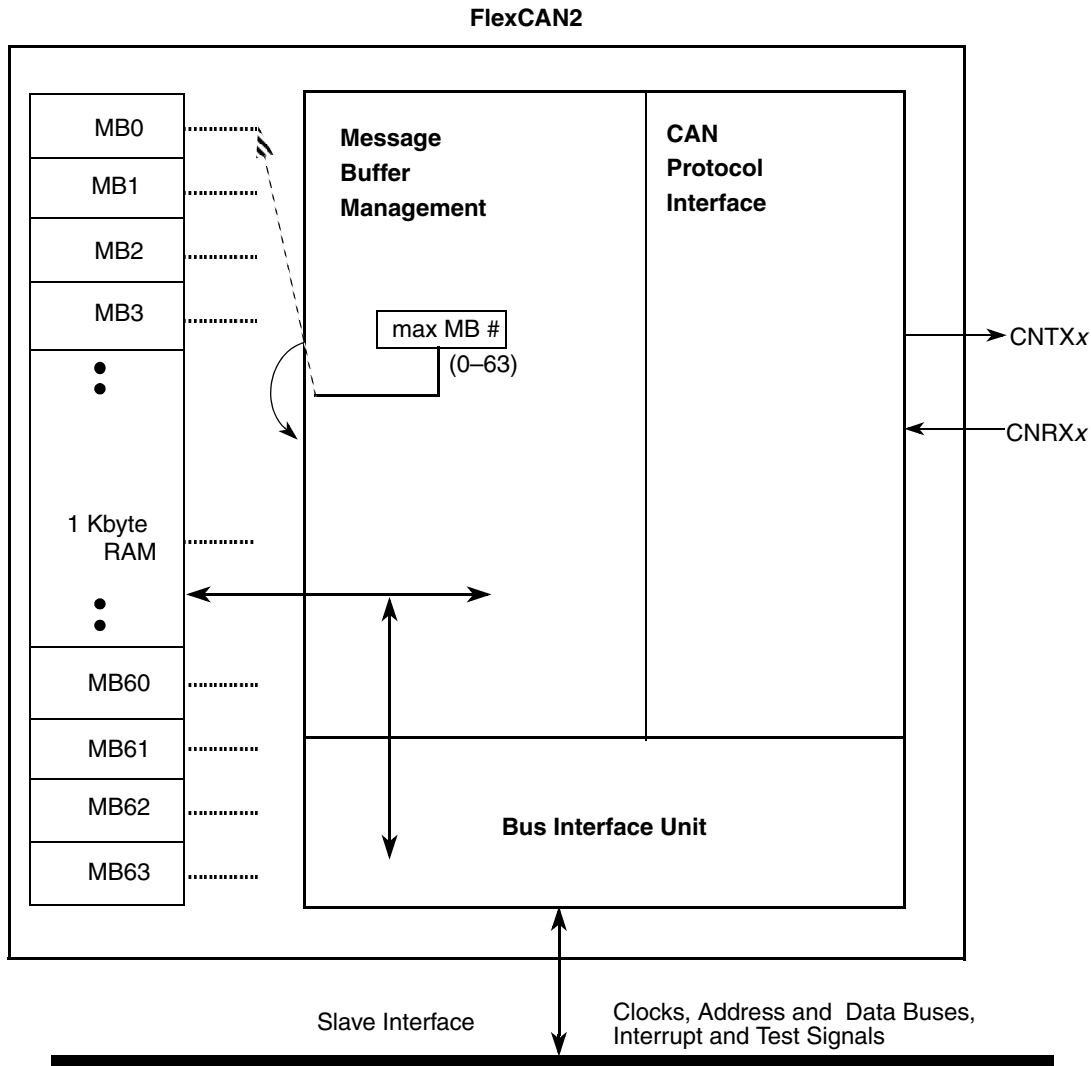 FlexCAN2
MB0
MB1
MB2
MB3
1 Kbyte
RAM
MB60
MB61
MB62
MB63
Message
Buffer
Management
max MB #
(0–63)
CAN
Protocol
Interface
CNTXx
CNRXx
Bus Interface Unit
Slave Interface
Clocks, Address and Data Buses,
Interrupt and Test Signals